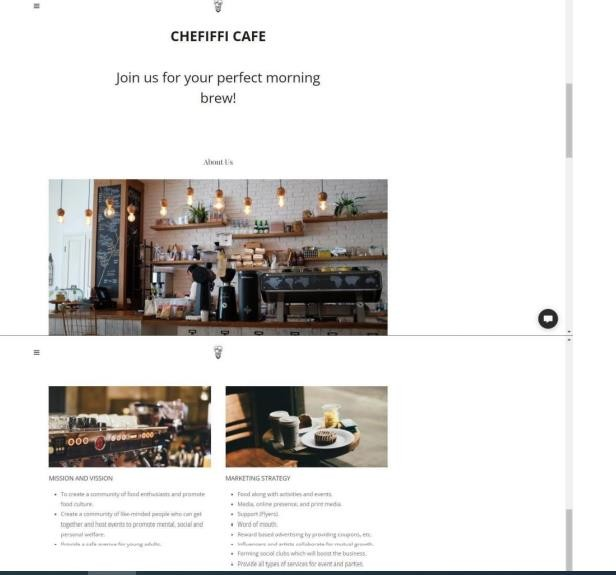 CHEFIFFI CAFE
Join us for your perfect morning
brew!
About Us
MISSION AND VISSION
• To create a community of food enthusiasts and promote
food culture.
• Create a community of like-minded people who can get
together and host events to promote mental, social and
personal welfare.
• Provide a safe avenue for young adults.
MARKETING STRATEGY
• Food along with activities and events.
• Media, online presence, and print media.
• Support (Flyers).
• Word of mouth.
• Reward based advertising by providing coupons, etc.
• Influencers and artists collaborate for mutual growth.
• Forming social clubs which will boost the business.
• Provide all types of services for event and parties.